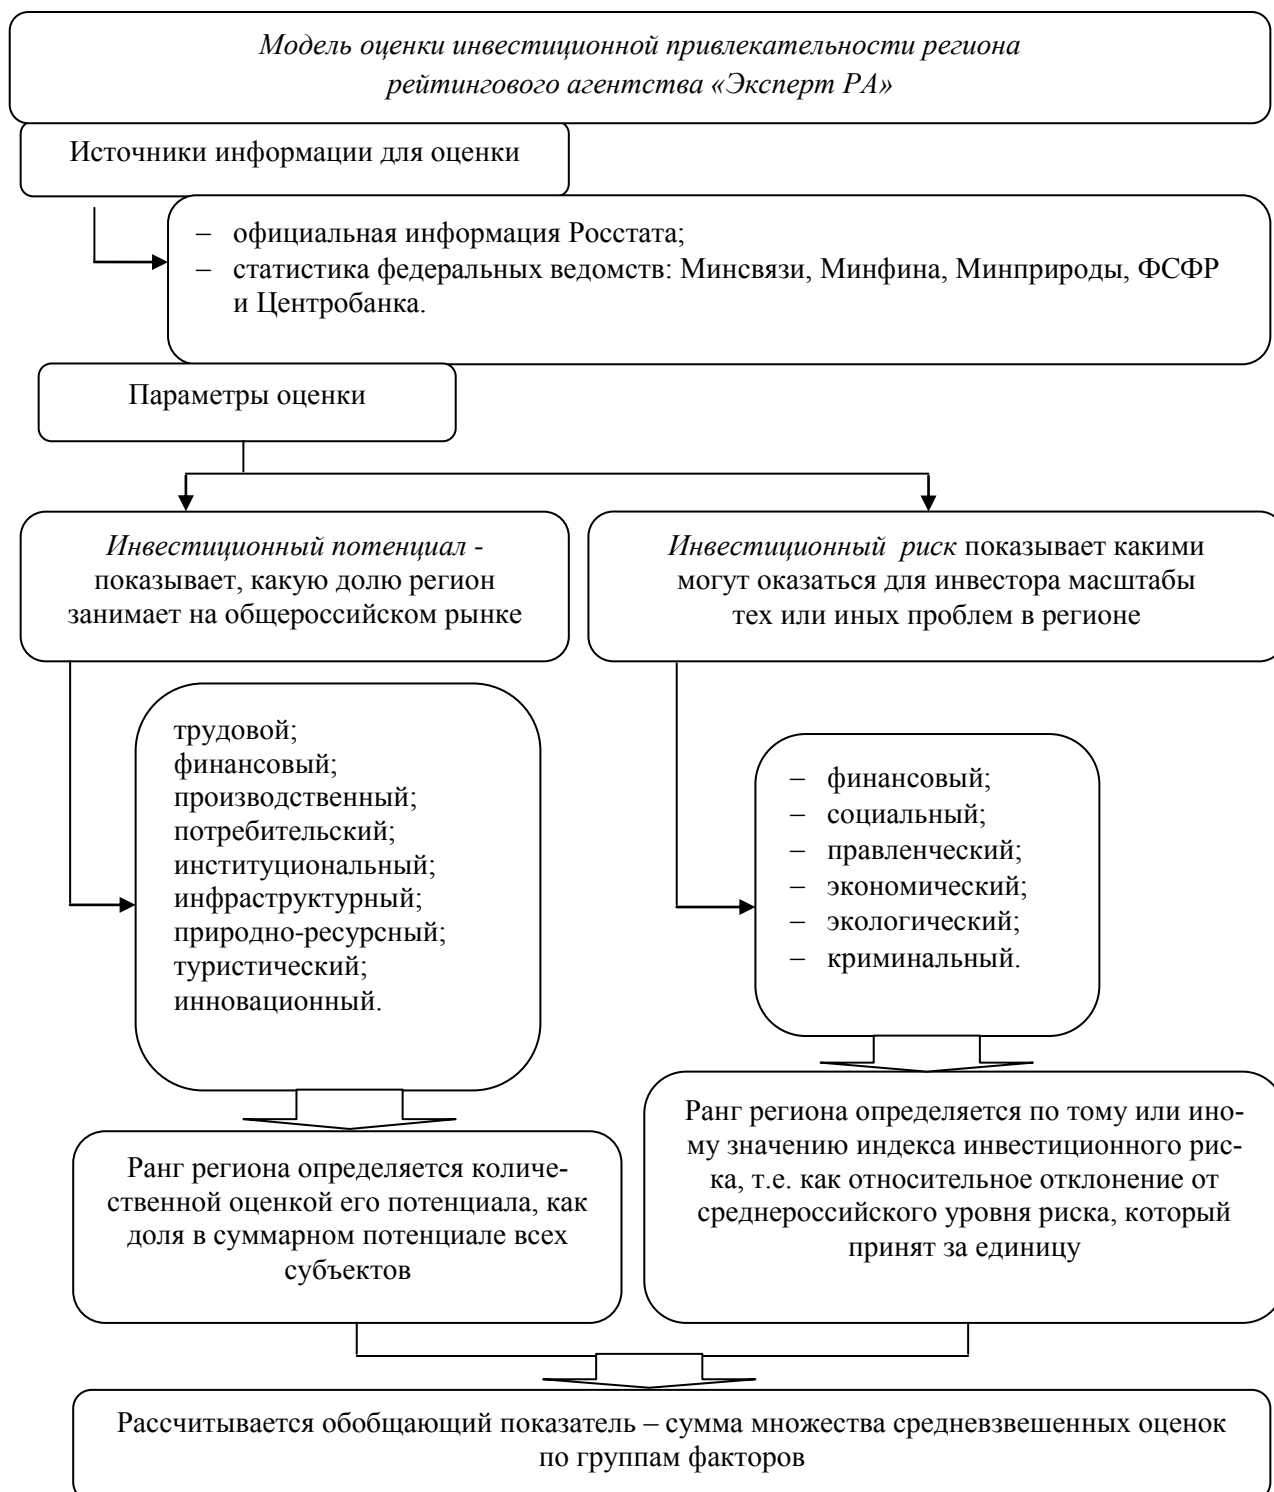 Модель оценки инвестиционной привлекательности региона
рейтингового агентства «Эксперт РА»
Источники информации для оценки
– официальная информация Росстата;
– статистика федеральных ведомств: Минсвязи, Минфина, Минприроды, ФСФР
и Центробанка.
Параметры оценки
Инвестиционный потенциал -
показывает, какую долю регион
занимает на общероссийском рынке
Инвестиционный риск показывает какими
могут оказаться для инвестора масштабы
тех или иных проблем в регионе
трудовой;
финансовый;
производственный;
потребительский;
институциональный;
инфраструктурный;
природно-ресурсный;
туристический;
инновационный.
– финансовый;
– социальный;
– правленческий;
– экономический;
– экологический;
– криминальный.
Ранг региона определяется количе-
ственной оценкой его потенциала, как
доля в суммарном потенциале всех
субъектов
Ранг региона определяется по тому или ино-
му значению индекса инвестиционного рис-
ка, т.е. как относительное отклонение от
среднероссийского уровня риска, который
принят за единицу
Рассчитывается обобщающий показатель – сумма множества средневзвешенных оценок
по группам факторов